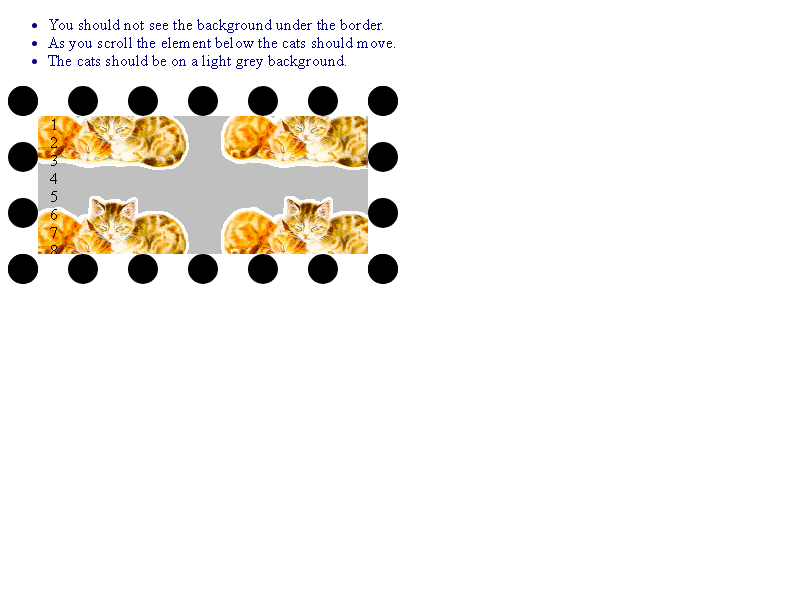 You should not see the background under the border.
As you scroll the element below the cats should move.
The cats should be on a light grey background.
1
2
3
4
5
6
7
8